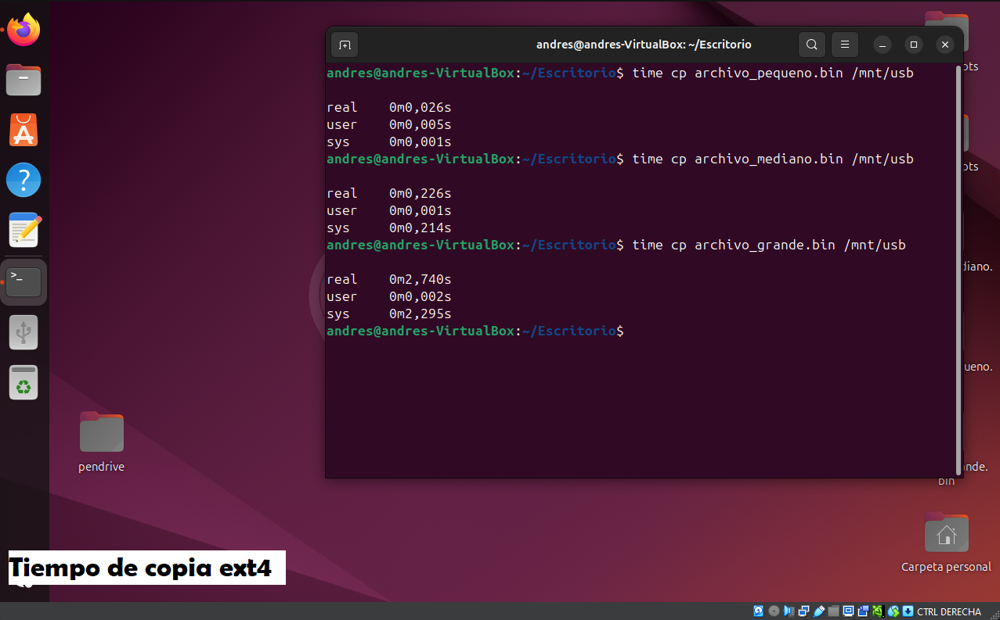 andres@andres-VirtualBox: ~/Escritorio
andres@andres-VirtualBox:~/Escritorio$ time cp archivo_pequeno.bin /mnt/usb
real 0m0,026s
user 0m0,005s
sys 0m0,001s
andres@andres-VirtualBox:~/Escritorio$ time cp archivo_mediano.bin /mnt/usb
real 0m0,226s
user 0m0,001s
sys 0m0,214s
andres@andres-VirtualBox:~/Escritorio$ time cp archivo_grande.bin /mnt/usb
real 0m2,740s
user 0m0,002s
sys 0m2,295s
andres@andres-VirtualBox:~/Escritorio$
ots
ots
diano.
ueno.
nde.
bin
pendrive
Carpeta personal
Tiempo de copia ext4
CTRL DERECHA